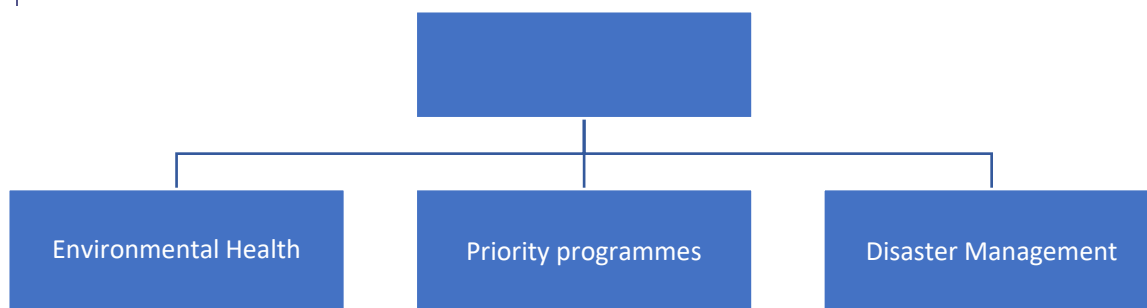 Environmental Health
Priority programmes
Disaster Management